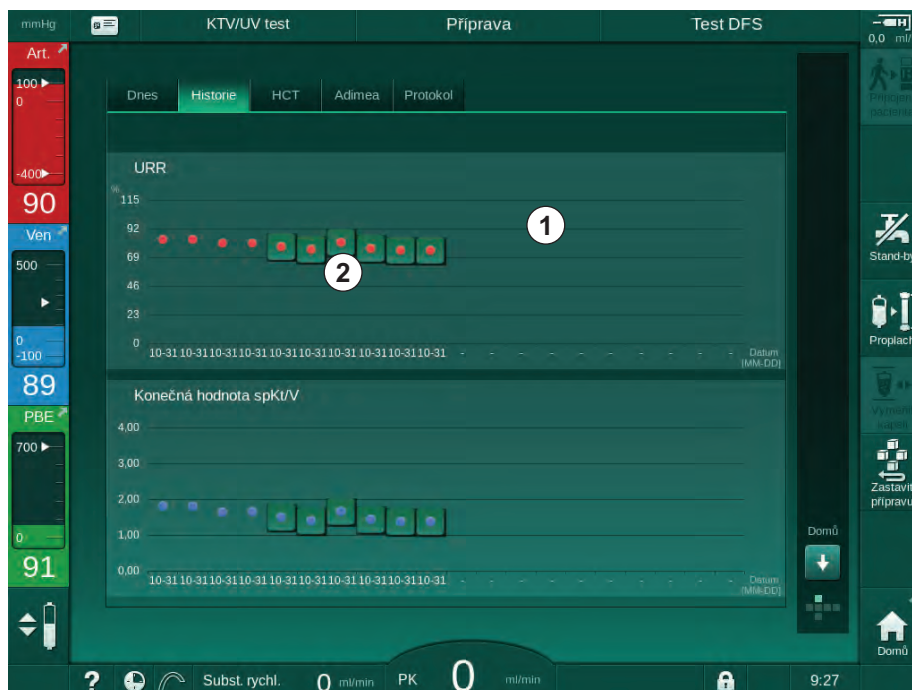 mmHg
KTV/UV test
Příprava
Test DFS
0,0 ml/
Art.
100
0
-400
90
Ven
500
0
-100
89
PBE
700
0
91
Dnes
Historie
HCT
Adimea
Protokol
URR
%
115
92
69
46
23
0
10-31 10-31 10-31 10-31 10-31 10-31 10-31 10-31 10-31 10-31 - - - - - - - - - -
Datum
[MM-DD]
1
2
Konečná hodnota spKt/V
4,00
3,00
2,00
1,00
0,00
10-31 10-31 10-31 10-31 10-31 10-31 10-31 10-31 10-31 10-31 - - - - - - - - - -
Datum
[MM-DD]
Domů
Připojení
pacienta
Stand-by
Proplach
Vyměnit
kapsli
Zastavit
přípravu
Domů
?
Subst. rychl.
0 ml/min
PK
0 ml/min
9:27